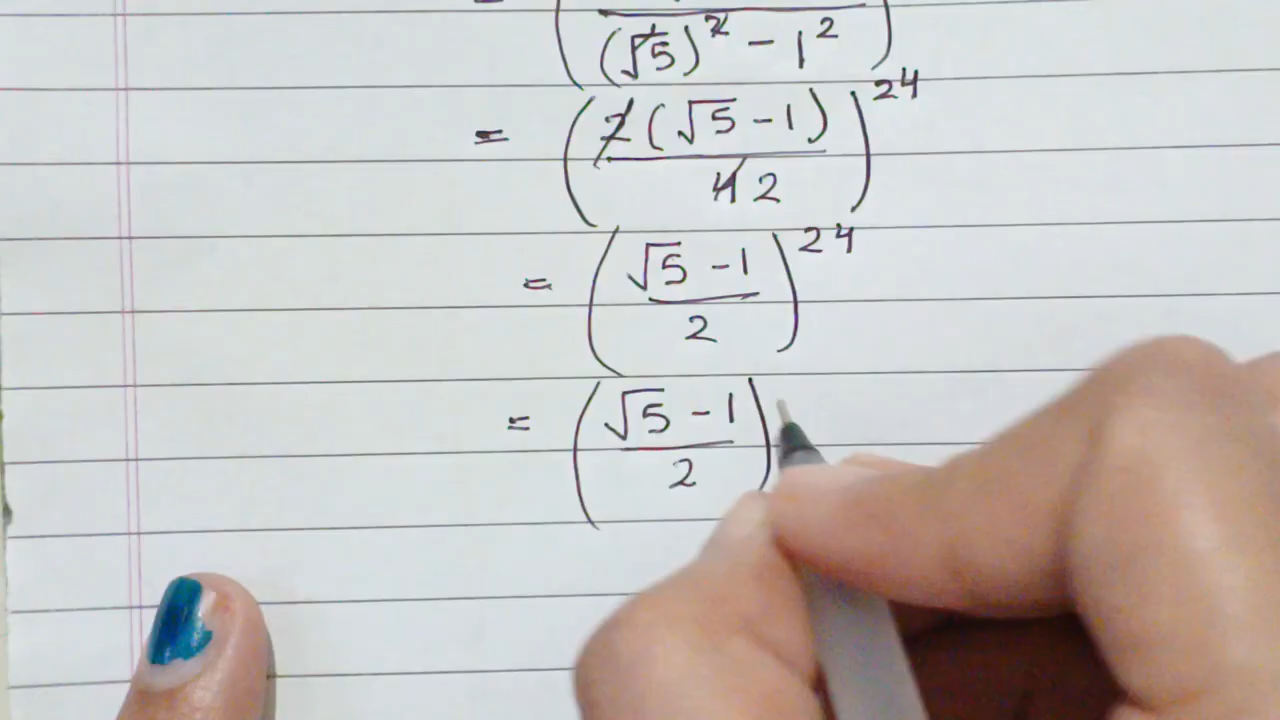 =
(√5)² - 1²
= (2(√5 - 1) / 42)²⁴
= (√5 - 1 / 2)²⁴
= (√5 - 1 / 2)